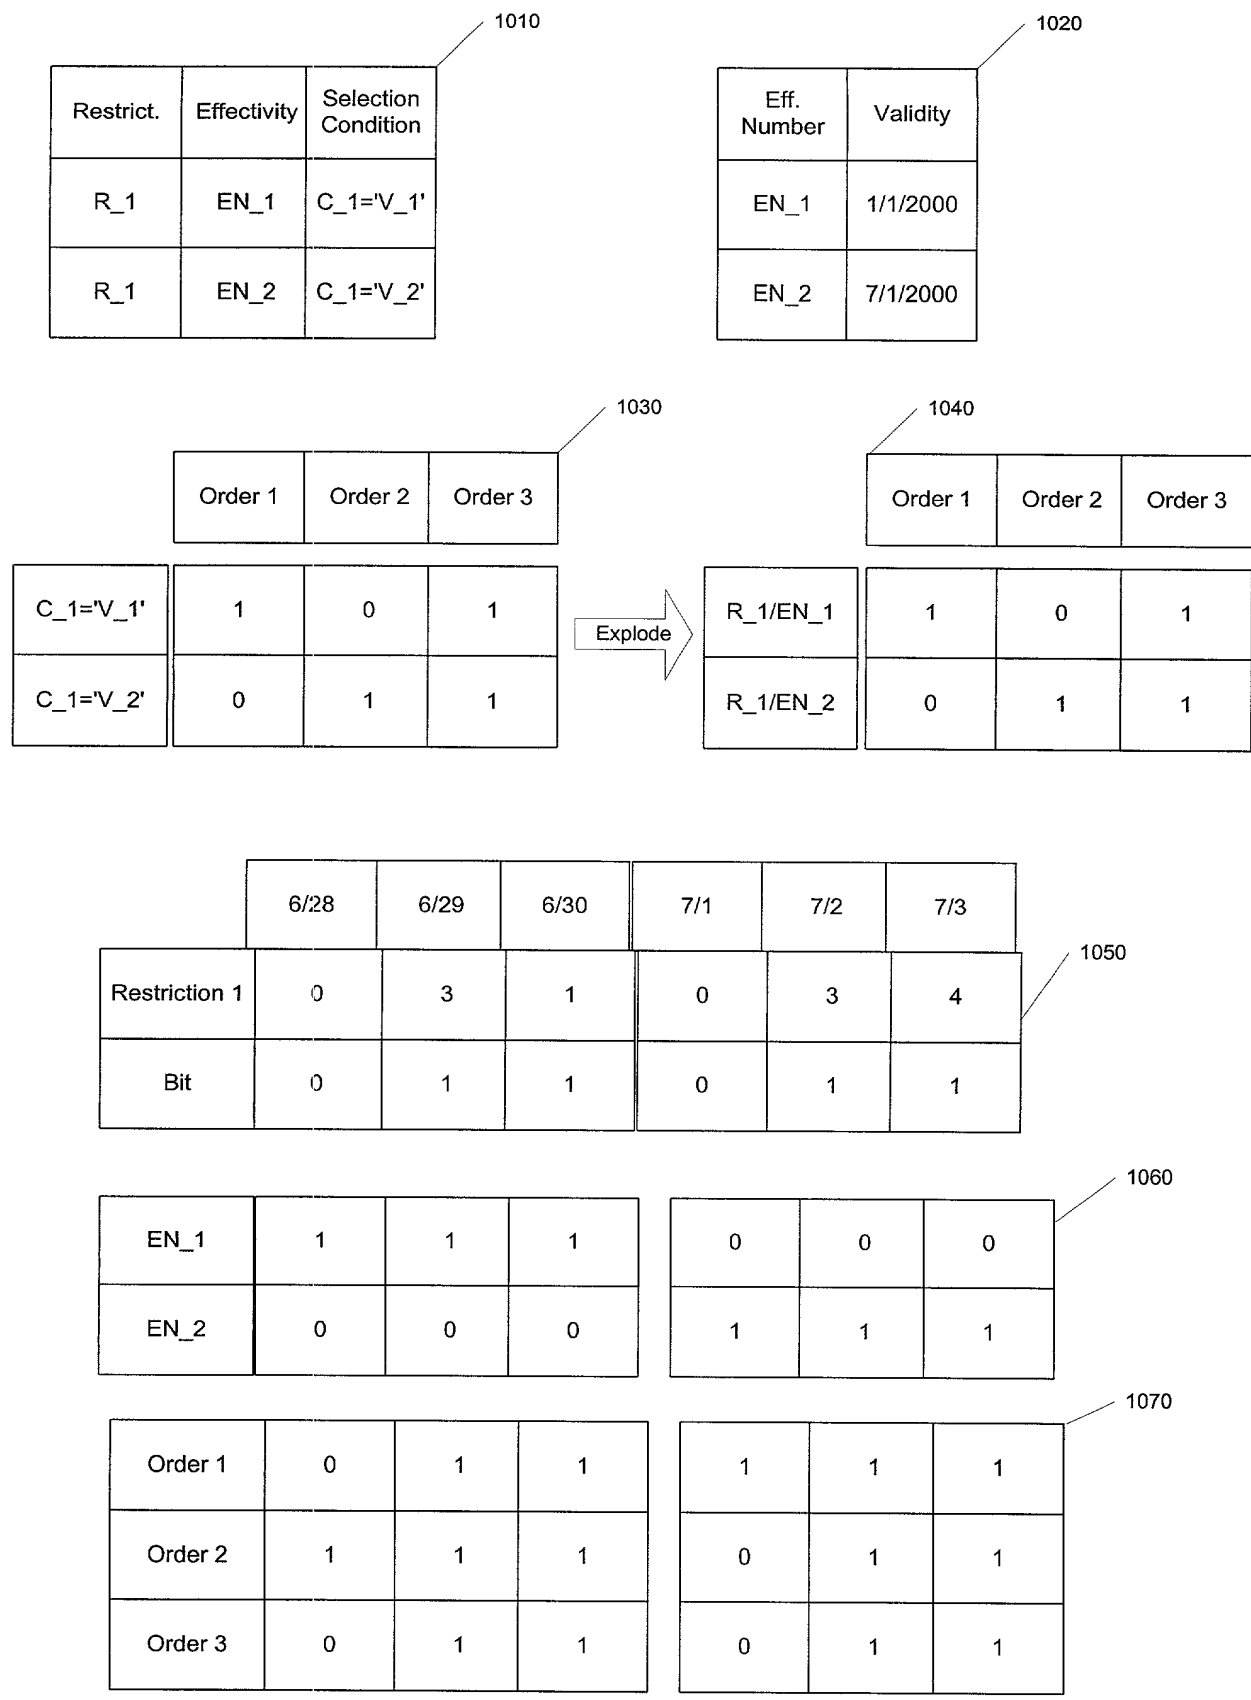 1010
Restrict. Effectivity Selection Condition
R_1 EN_1 C_1='V_1'
R_1 EN_2 C_1='V_2'
1020
Eff. Number Validity
EN_1 1/1/2000
EN_2 7/1/2000
1030
Order 1 Order 2 Order 3
C_1='V_1' 1 0 1
C_1='V_2' 0 1 1
Explode
1040
Order 1 Order 2 Order 3
R_1/EN_1 1 0 1
R_1/EN_2 0 1 1
6/28 6/29 6/30 7/1 7/2 7/3
1050
Restriction 1 0 3 1 0 3 4
Bit 0 1 1 0 1 1
1060
EN_1 1 1 1 0 0 0
EN_2 0 0 0 1 1 1
1070
Order 1 0 1 1 1 1 1
Order 2 1 1 1 0 1 1
Order 3 0 1 1 0 1 1